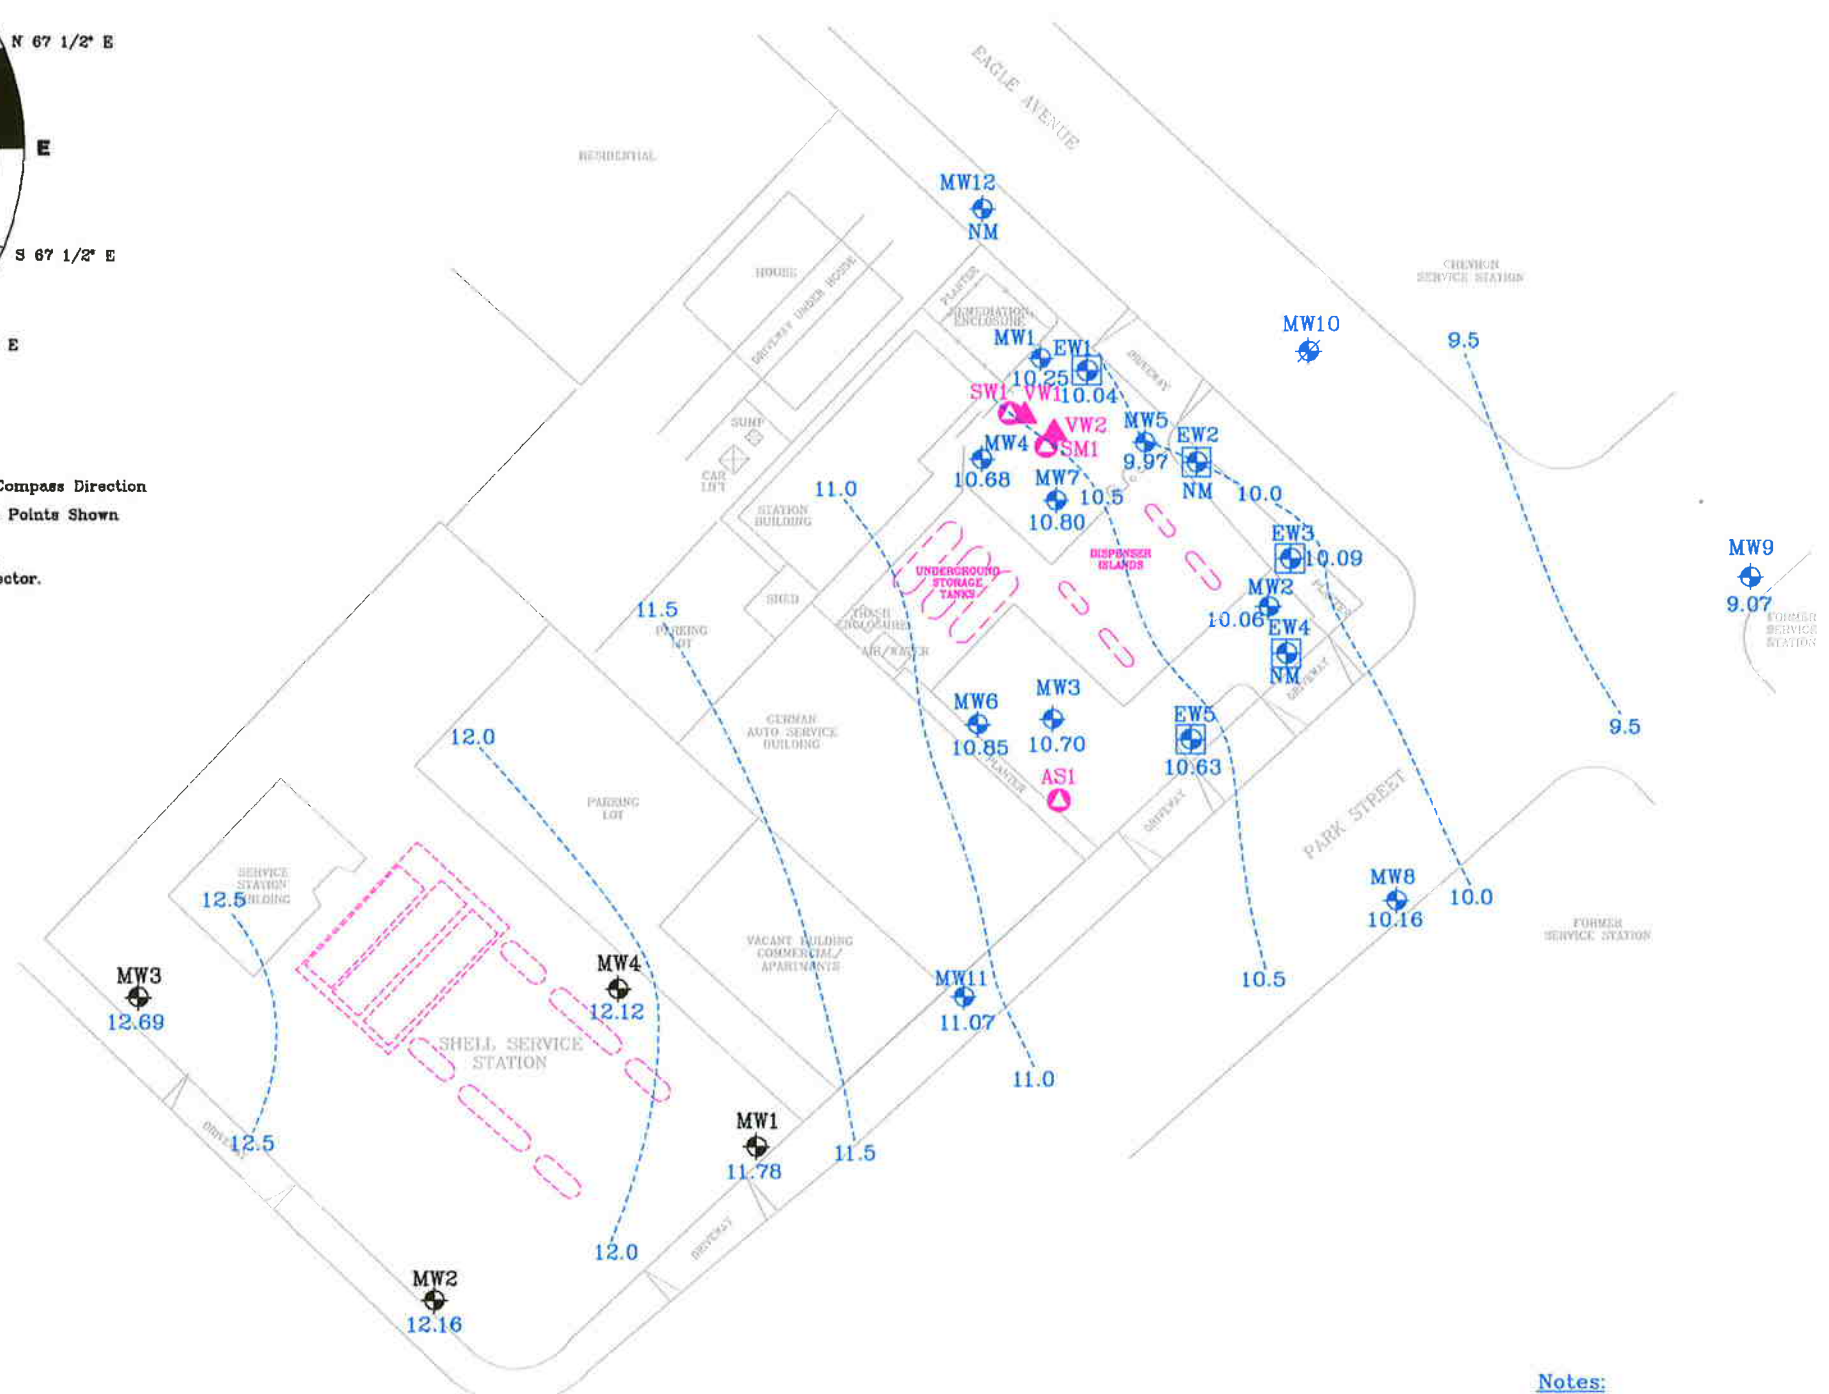 N 67 1/2° E
E
S 67 1/2° E
E
Compass Direction
Points Shown
ector.
EAGLE AVENUE
RESIDENTIAL
MW12
NM
HOUSE
DRIVEWAY UNDER HOUSE
PLANTER
REMEDIATION
ENCLOSURE
CHEVRON
SERVICE STATION
MW10
9.5
MW1
10.25
EW1
10.04
DRIVEWAY
SW1
VW1
VW2
SM1
MW5
9.97
EW2
NM
SUMP
CAR
LIFT
MW4
10.68
MW7
10.80
10.5
10.0
11.0
STATION
BUILDING
DISPENSER
ISLANDS
EW3
10.09
MW9
9.07
UNDERGROUND
STORAGE
TANKS
MW2
10.06
PLANTER
SHED
TRASH
ENCLOSURE
AIR/WATER
EW4
NM
DRIVEWAY
FORMER
SERVICE
STATION
11.5
PARKING
LOT
MW6
10.85
MW3
10.70
EW5
10.63
9.5
GERMAN
AUTO SERVICE
BUILDING
12.0
PLANTER
AS1
PARKING
LOT
DRIVEWAY
PARK STREET
SERVICE
STATION
BUILDING
12.5
MW8
10.16
10.0
FORMER
SERVICE STATION
VACANT BULDING
COMMERCIAL/
APARTMANTS
MW3
12.69
MW4
12.12
MW11
11.07
10.5
SHELL SERVICE
STATION
11.0
DRIVEWAY
12.5
MW1
11.78
11.5
DRIVEWAY
12.0
MW2
12.16
Notes: